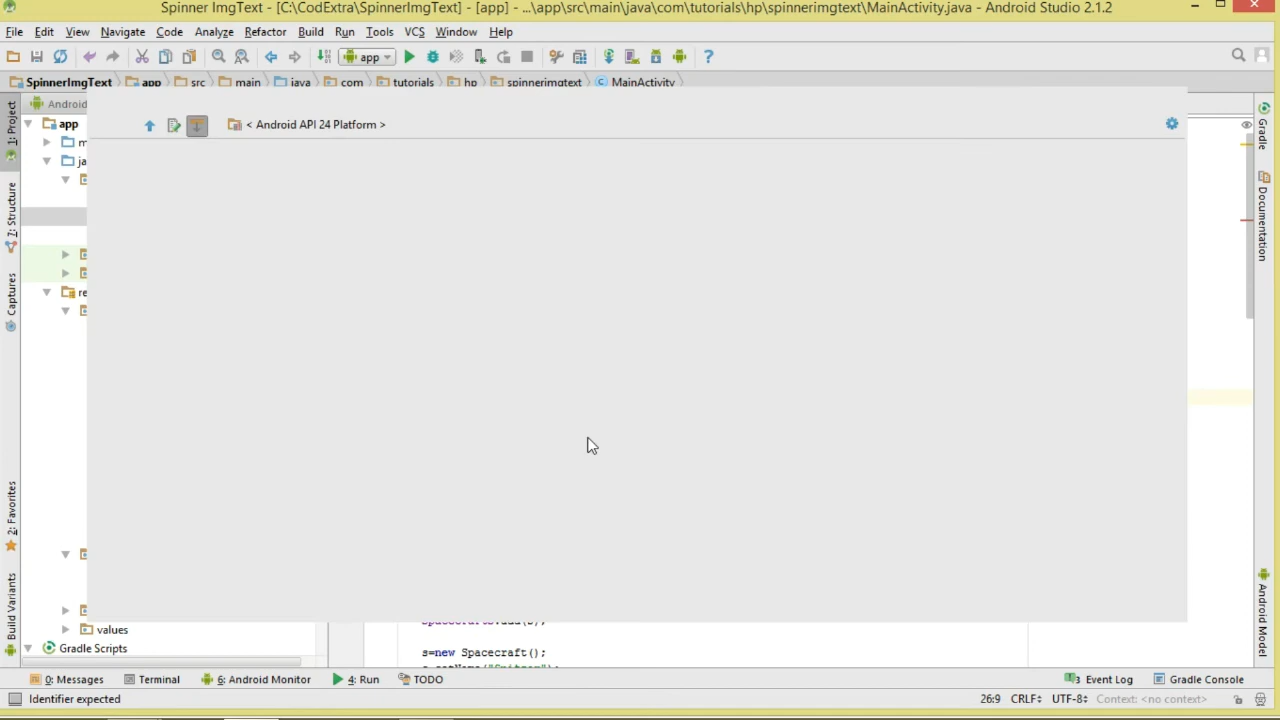 Spinner ImgText - [C:\CodExtra\SpinnerImgText] - [app] - ...\app\src\main\java\com\tutorials\hp\spinnerimgtext\MainActivity.java - Android Studio 2.1.2
File Edit View Navigate Code Analyze Refactor Build Run Tools VCS Window Help
app
SpinnerImgText app src main java com tutorials hp spinnerimgtext MainActivity
1: Project
Android
< Android API 24 Platform >
Gradle
app
m
ja
Z: Structure
Documentation
Captures
re
2: Favorites
Build Variants
Android Model
values
s=new Spacecraft();
Gradle Scripts
0: Messages Terminal 6: Android Monitor 4: Run TODO 3 Event Log Gradle Console
Identifier expected 26:9 CRLF UTF-8 Context: <no context>